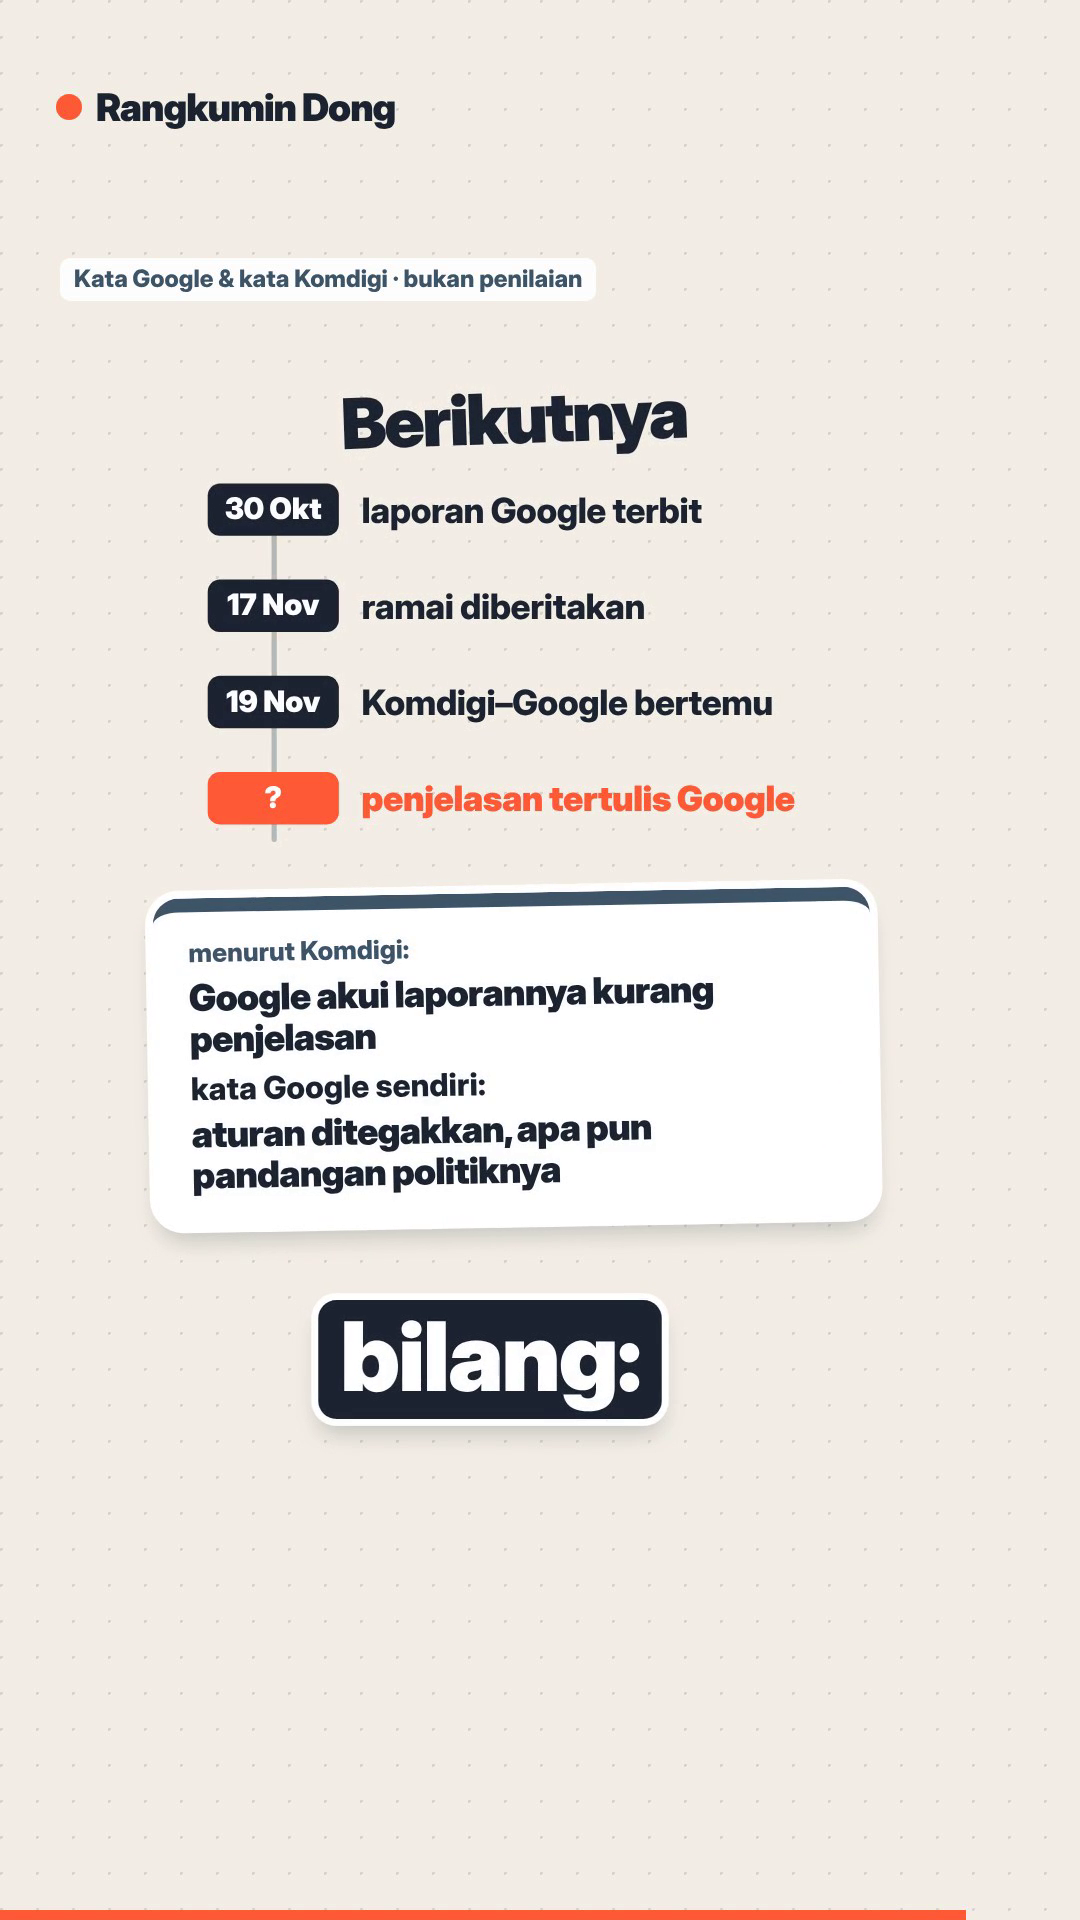 Rangkumin Dong
Kata Google & kata Komdigi · bukan penilaian
Berikutnya
30 Okt laporan Google terbit
17 Nov ramai diberitakan
19 Nov Komdigi–Google bertemu
? penjelasan tertulis Google
menurut Komdigi:
Google akui laporannya kurang
penjelasan
kata Google sendiri:
aturan ditegakkan, apa pun
pandangan politiknya
bilang: